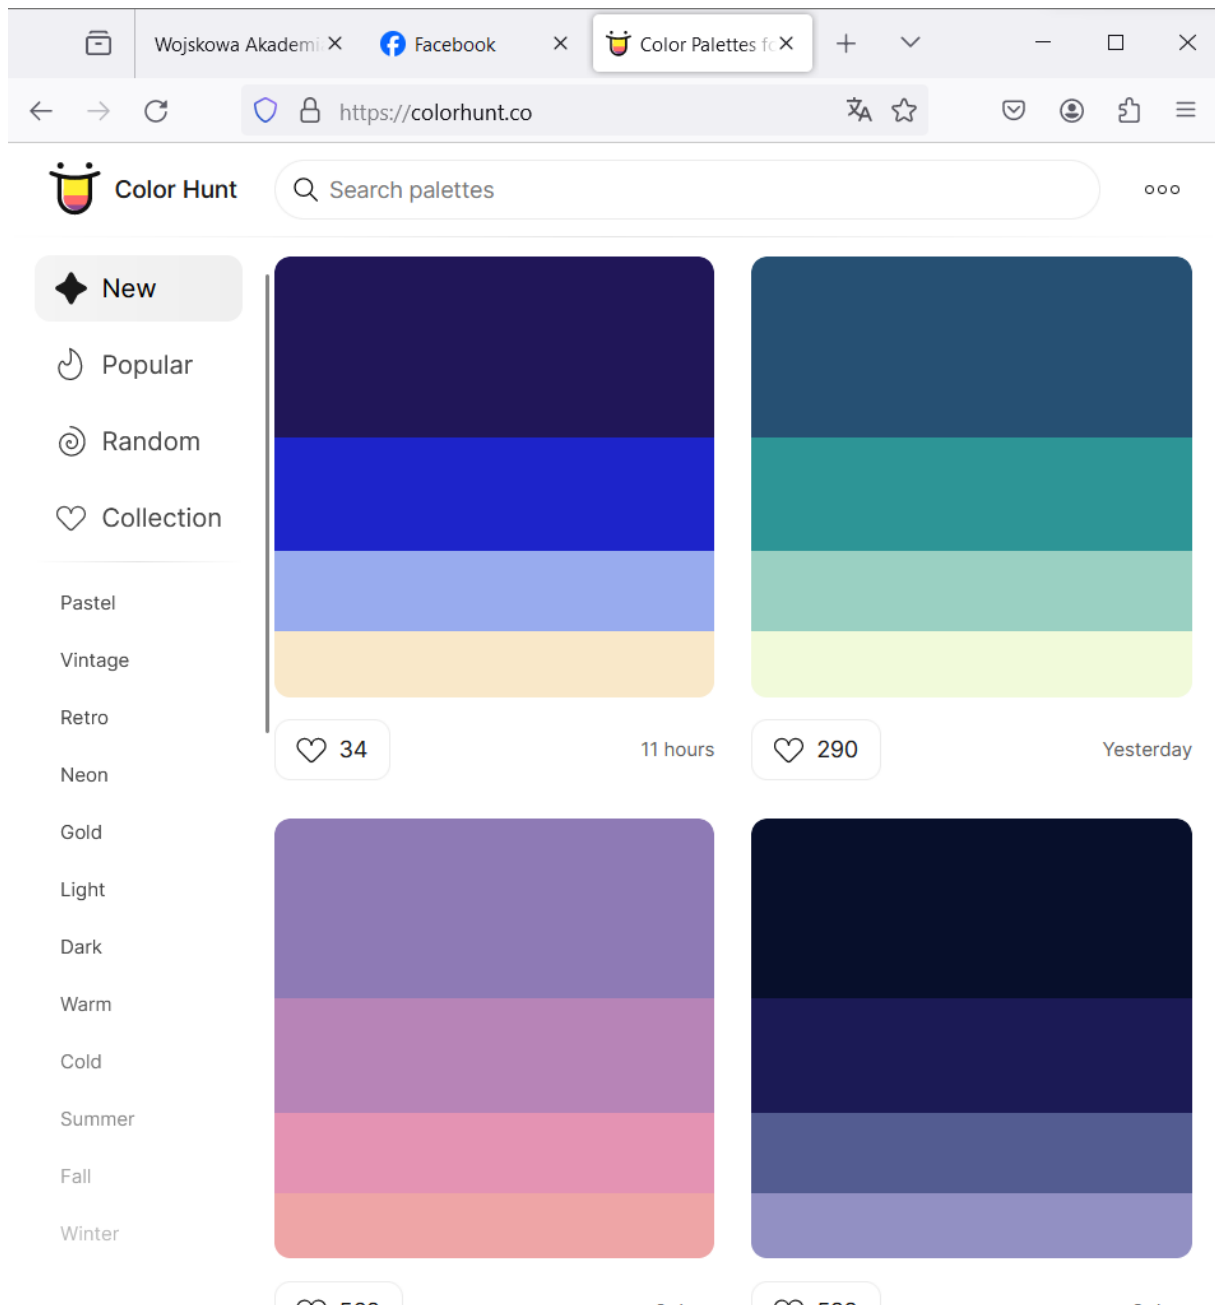 Wojskowa Akademi
Facebook
Color Palettes fo
https://colorhunt.co
Color Hunt
Search palettes
New
Popular
Random
Collection
Pastel
Vintage
Retro
Neon
Gold
Light
Dark
Warm
Cold
Summer
Fall
Winter
34
11 hours
290
Yesterday